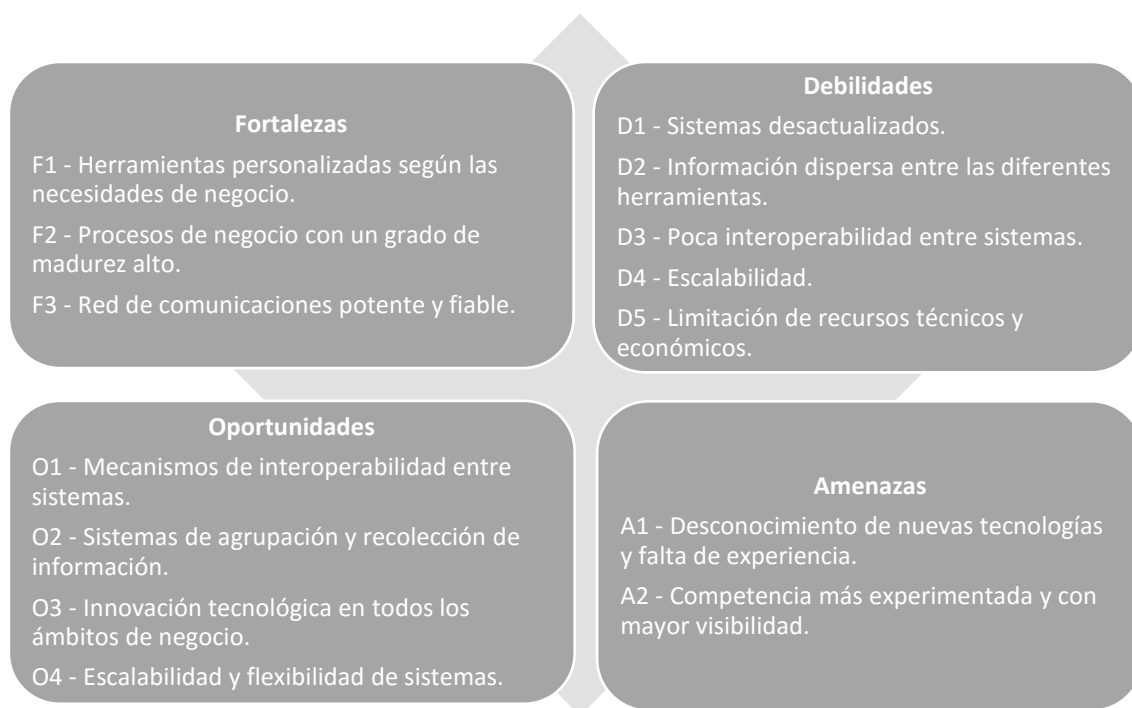 Fortalezas
F1 - Herramientas personalizadas según las
necesidades de negocio.
F2 - Procesos de negocio con un grado de
madurez alto.
F3 - Red de comunicaciones potente y fiable.
Debilidades
D1 - Sistemas desactualizados.
D2 - Información dispersa entre las diferentes
herramientas.
D3 - Poca interoperabilidad entre sistemas.
D4 - Escalabilidad.
D5 - Limitación de recursos técnicos y
económicos.
Oportunidades
O1 - Mecanismos de interoperabilidad entre
sistemas.
O2 - Sistemas de agrupación y recolección de
información.
O3 - Innovación tecnológica en todos los
ámbitos de negocio.
O4 - Escalabilidad y flexibilidad de sistemas.
Amenazas
A1 - Desconocimiento de nuevas tecnologías
y falta de experiencia.
A2 - Competencia más experimentada y con
mayor visibilidad.